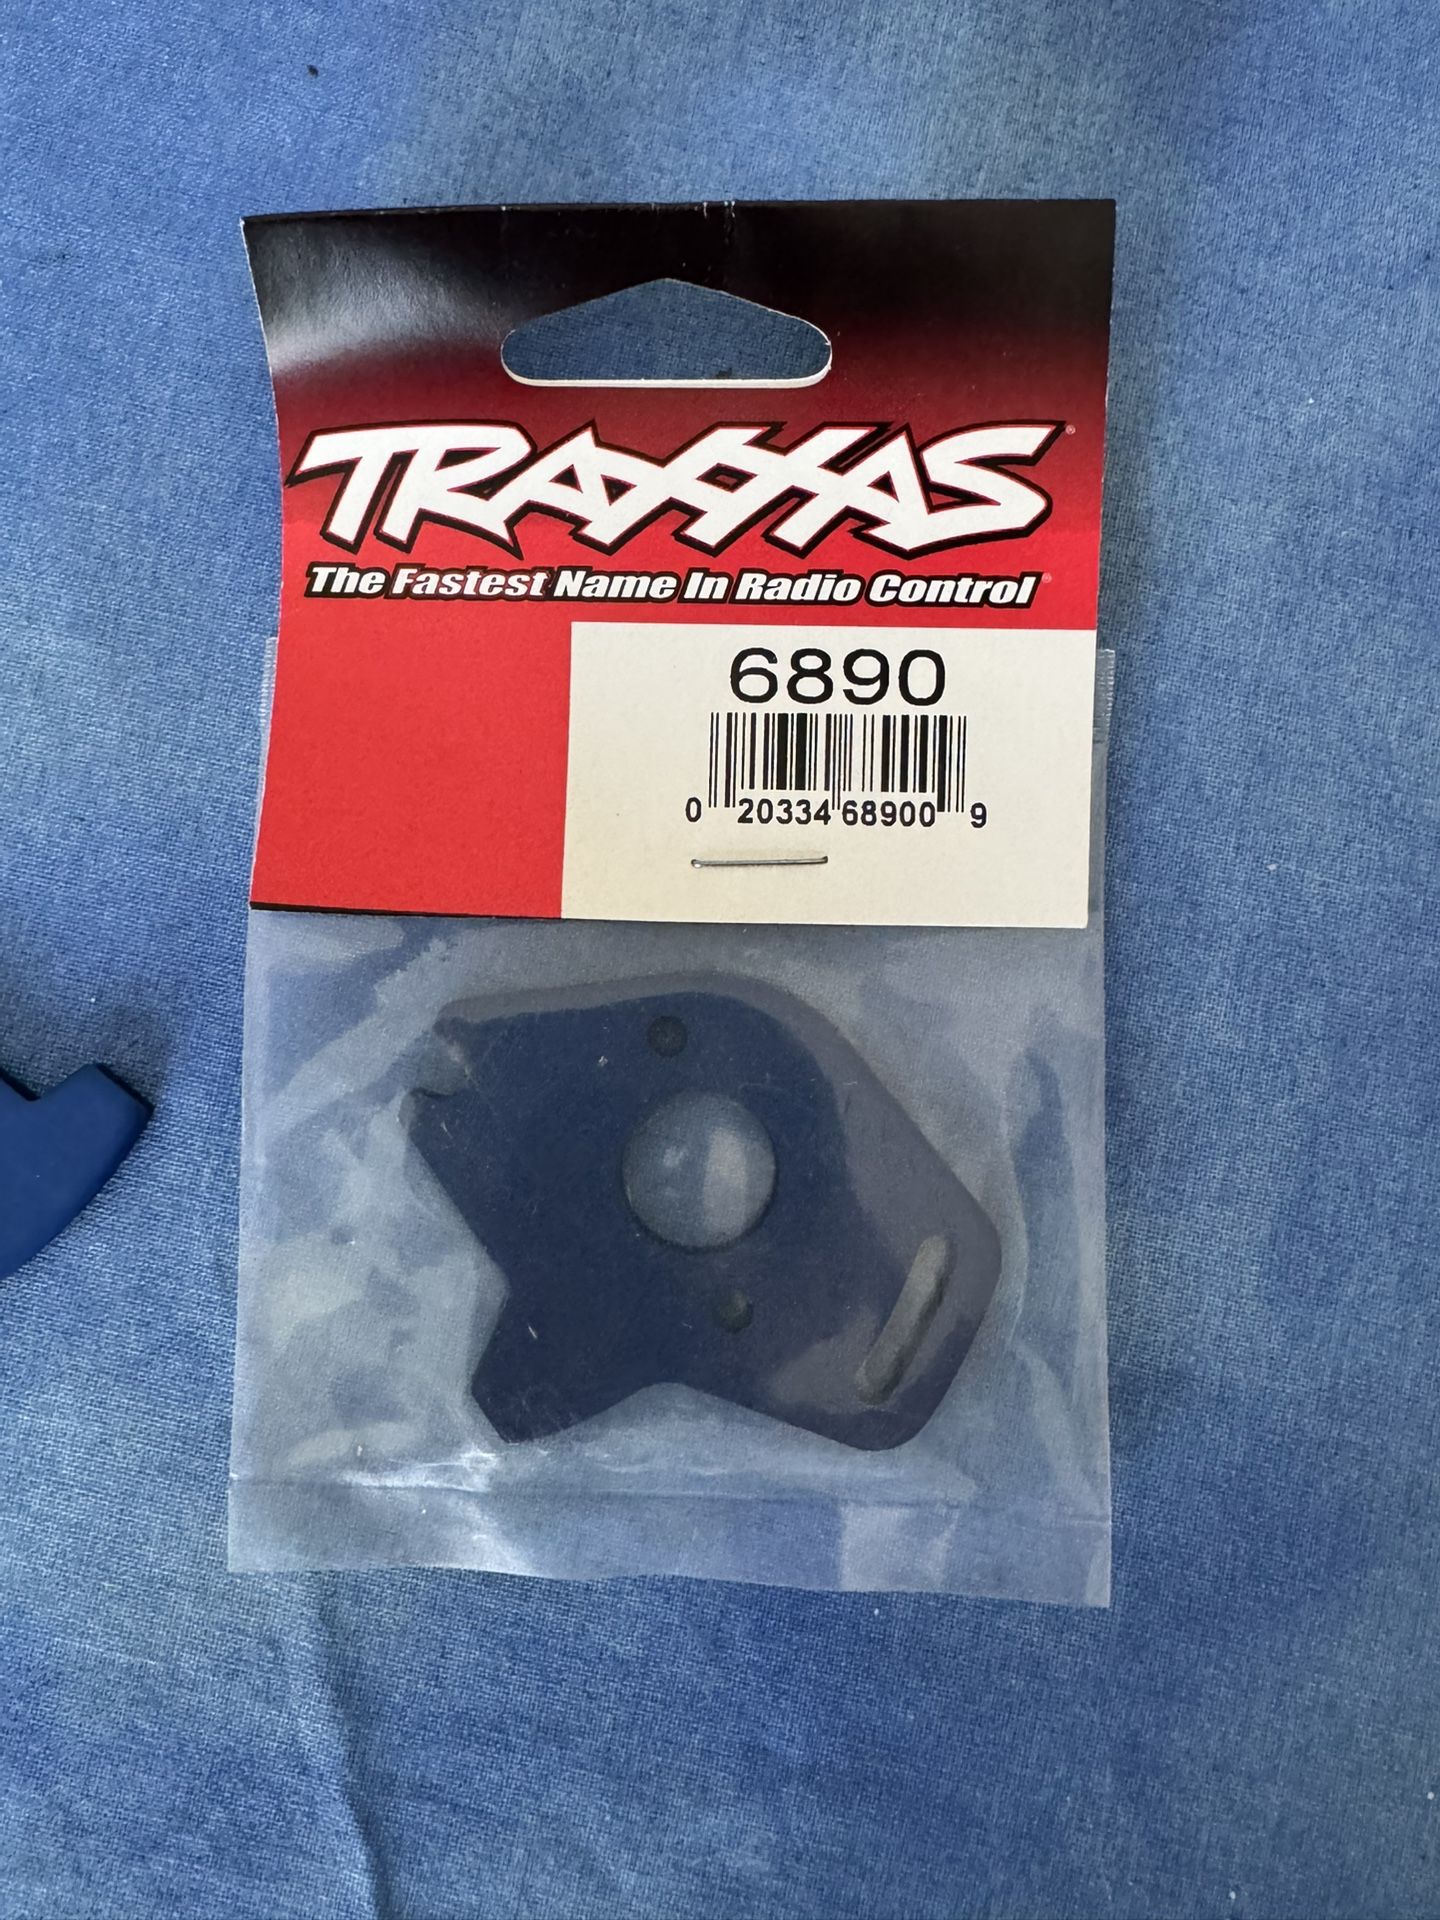 TRAXXAS®
The Fastest Name In Radio Control®
6890
0 20334 68900 9